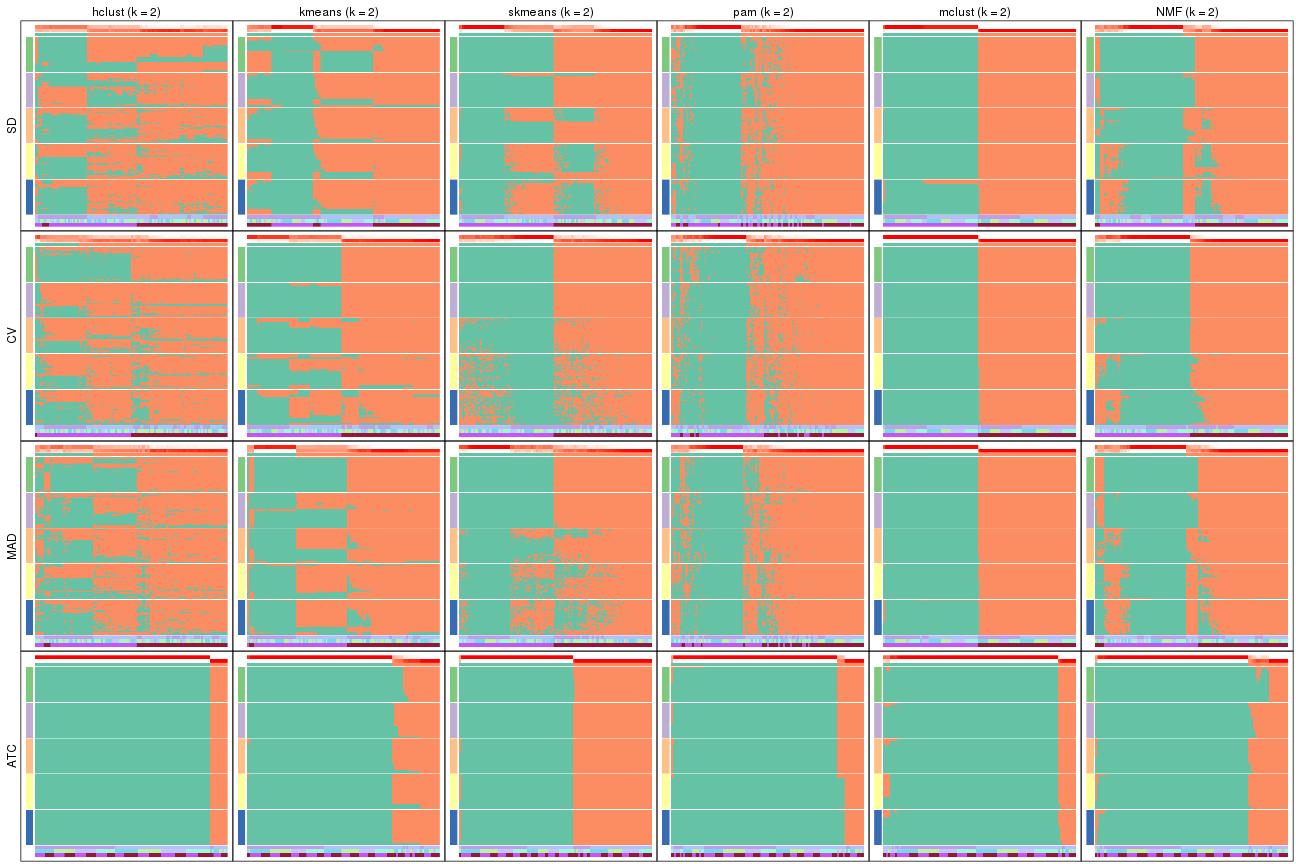 hclust (k = 2)
kmeans (k = 2)
skmeans (k = 2)
pam (k = 2)
mclust (k = 2)
NMF (k = 2)
SD
CV
MAD
ATC